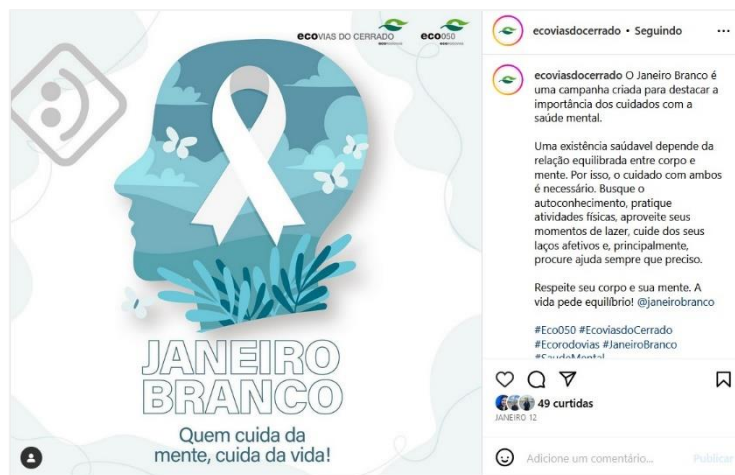 ecoVIAS DO CERRADO
eco050
JANEIRO
BRANCO
Quem cuida da
mente, cuida da vida!
ecoviasdocerrado • Seguindo
ecoviasdocerrado O Janeiro Branco é
uma campanha criada para destacar a
importância dos cuidados com a
saúde mental.
Uma existência saúdavel depende da
relação equilibrada entre corpo e
mente. Por isso, o cuidado com ambos
é necessário. Busque o
autoconhecimento, pratique
atividades físicas, aproveite seus
momentos de lazer, cuide dos seus
laços afetivos e, principalmente,
procure ajuda sempre que preciso.
Respeite seu corpo e sua mente. A
vida pede equilíbrio! @janeirobranco
#Eco050 #EcoviasdoCerrado
#Ecorodovias #JaneiroBranco
#SaudeMental
49 curtidas
JANEIRO 12
Adicione um comentário... Publicar